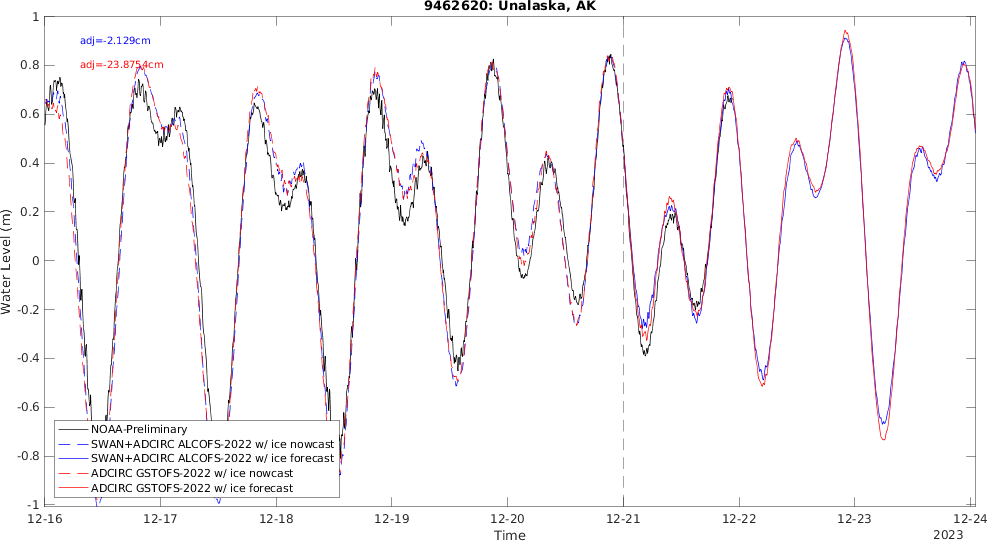 9462620: Unalaska, AK
1
0.8
0.6
0.4
0.2
0
-0.2
-0.4
-0.6
-0.8
-1
Water Level (m)
adj=-2.129cm
adj=-23.8754cm
NOAA-Preliminary
SWAN+ADCIRC ALCOFS-2022 w/ ice nowcast
SWAN+ADCIRC ALCOFS-2022 w/ ice forecast
ADCIRC GSTOFS-2022 w/ ice nowcast
ADCIRC GSTOFS-2022 w/ ice forecast
12-16 12-17 12-18 12-19 12-20 12-21 12-22 12-23 12-24
Time
2023